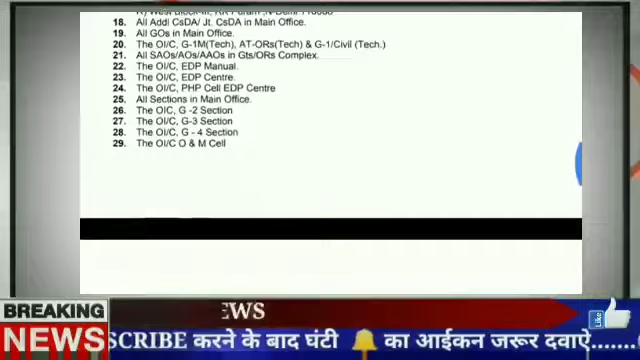 18. All Addl CsDA/ Jt. CsDA in Main Office.
19. All GOs in Main Office.
20. The OI/C, G-1M(Tech), AT-ORs(Tech) & G-1/Civil (Tech.)
21. All SAOs/AOs/AAOs in Gts/ORs Complex.
22. The OI/C, EDP Manual.
23. The OI/C, EDP Centre.
24. The OI/C, PHP Cell EDP Centre
25. All Sections in Main Office.
26. The OIC, G -2 Section
27. The OI/C, G-3 Section
28. The OI/C, G - 4 Section
29. The OI/C O & M Cell
BREAKING
NEWS
EWS
Like
SCRIBE करने के बाद घंटी का आईकन जरूर दवाऐ.......